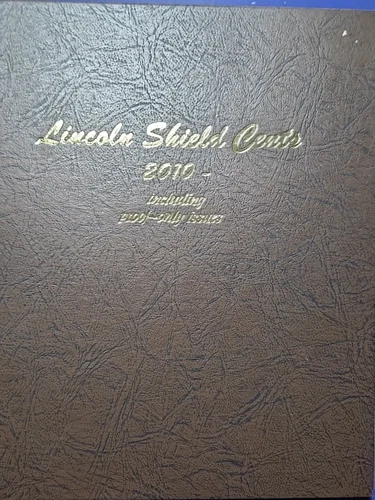 Lincoln Shield Cents
2010 -
including
proof-only issues